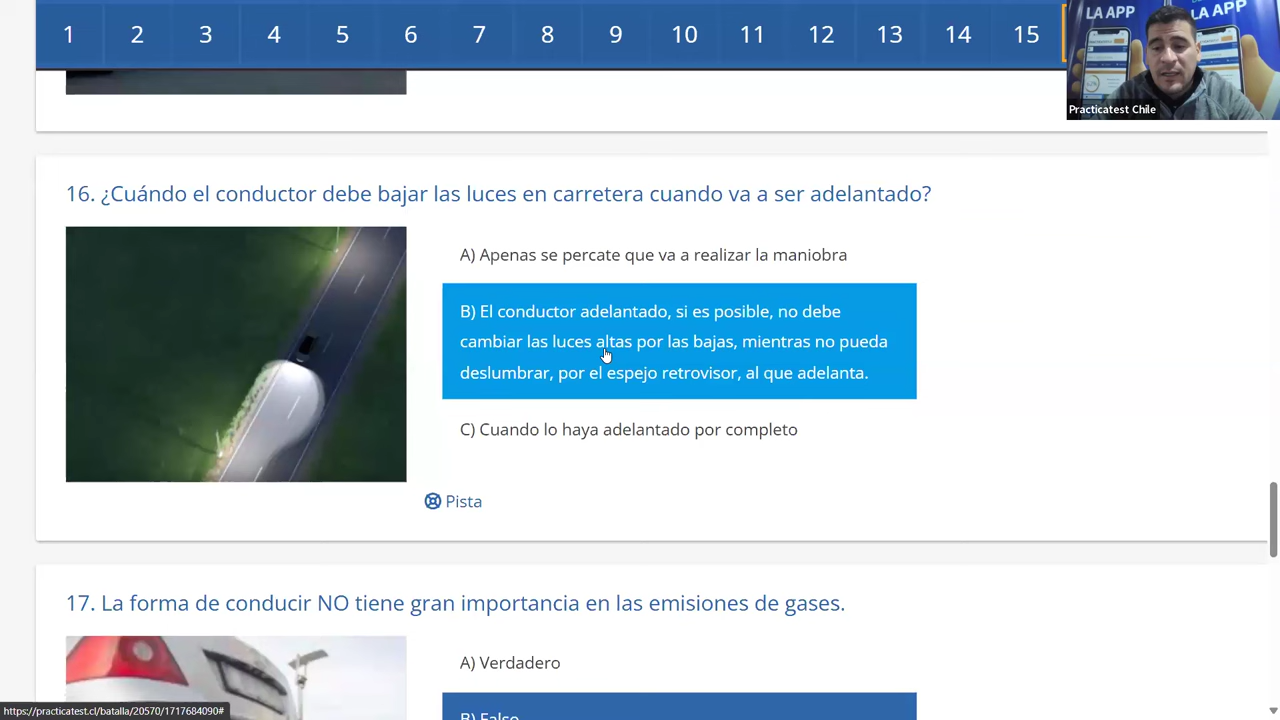 1 2 3 4 5 6 7 8 9 10 11 12 13 14 15
LA APP
LA APP
Practicatest Chile
16. ¿Cuándo el conductor debe bajar las luces en carretera cuando va a ser adelantado?
A) Apenas se percate que va a realizar la maniobra
B) El conductor adelantado, si es posible, no debe
cambiar las luces altas por las bajas, mientras no pueda
deslumbrar, por el espejo retrovisor, al que adelanta.
C) Cuando lo haya adelantado por completo
Pista
17. La forma de conducir NO tiene gran importancia en las emisiones de gases.
A) Verdadero
B) Falso
https://practicatest.cl/batalla/20570/1717684090#